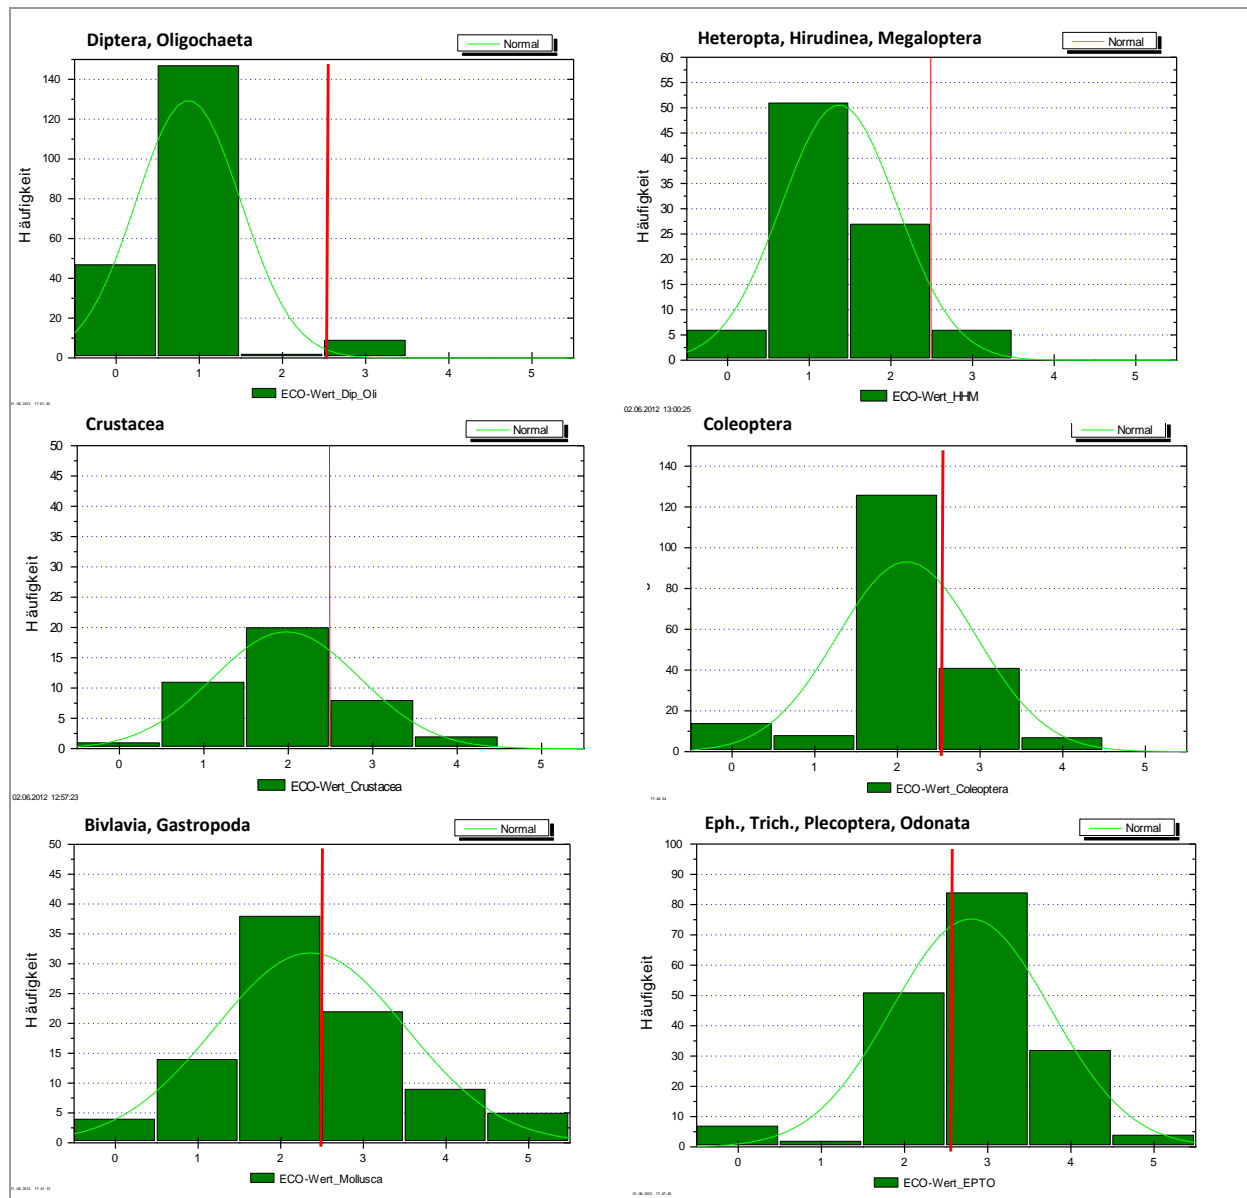 Diptera, Oligochaeta
Normal
140
120
100
80
60
40
20
0
Häufigkeit
0 1 2 3 4 5
ECO-Wert_Dip_Oli
Heteropta, Hirudinea, Megaloptera
Normal
60
55
50
45
40
35
30
25
20
15
10
5
0
Häufigkeit
0 1 2 3 4 5
ECO-Wert_HHM
02.06.2012 13:00:25
Crustacea
Normal
50
45
40
35
30
25
20
15
10
5
0
Häufigkeit
0 1 2 3 4 5
ECO-Wert_Crustacea
02.06.2012 12:57:23
Coleoptera
Normal
140
120
100
80
60
40
20
0
0 1 2 3 4 5
ECO-Wert_Coleoptera
Bivlavia, Gastropoda
Normal
50
45
40
35
30
25
20
15
10
5
0
Häufigkeit
0 1 2 3 4 5
ECO-Wert_Mollusca
Eph., Trich., Plecoptera, Odonata
Normal
100
90
80
70
60
50
40
30
20
10
0
Häufigkeit
0 1 2 3 4 5
ECO-Wert_EPTO